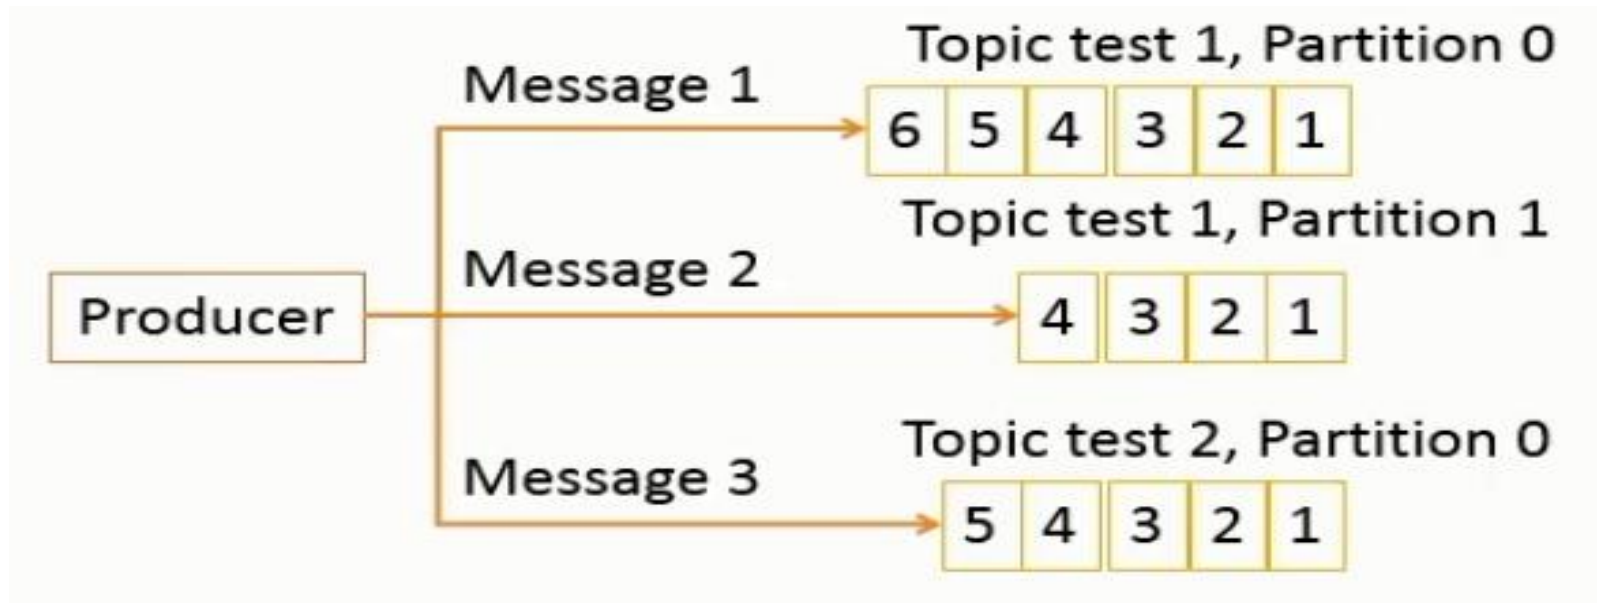 Topic test 1, Partition 0
Message 1
6 5 4 3 2 1
Topic test 1, Partition 1
Message 2
Producer
4 3 2 1
Topic test 2, Partition 0
Message 3
5 4 3 2 1